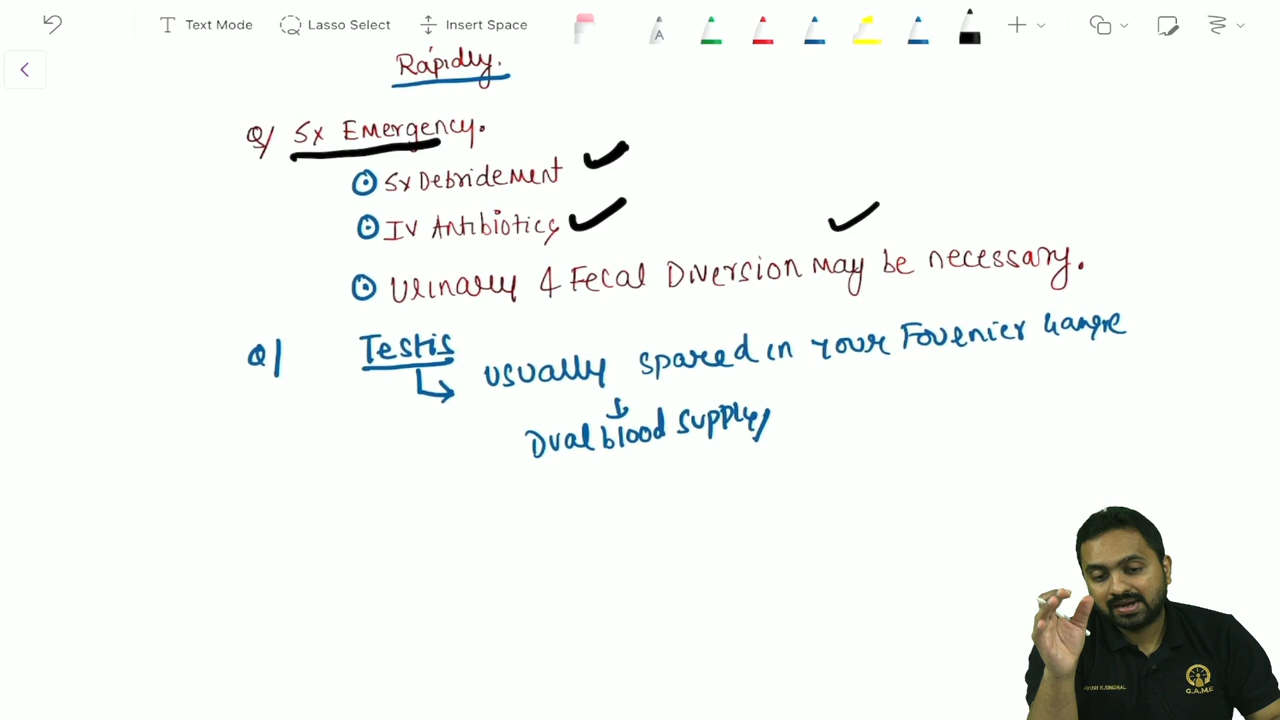 Text Mode Lasso Select Insert Space
A
Rapidly.
Q/ Sx Emergency.
Sx Debridement
IV Antibiotics
Urinary & Fecal Diversion may be necessary.
Q/ Testis
usually spared in your Fournier Gangre
Dual blood supply
G.A.M.E